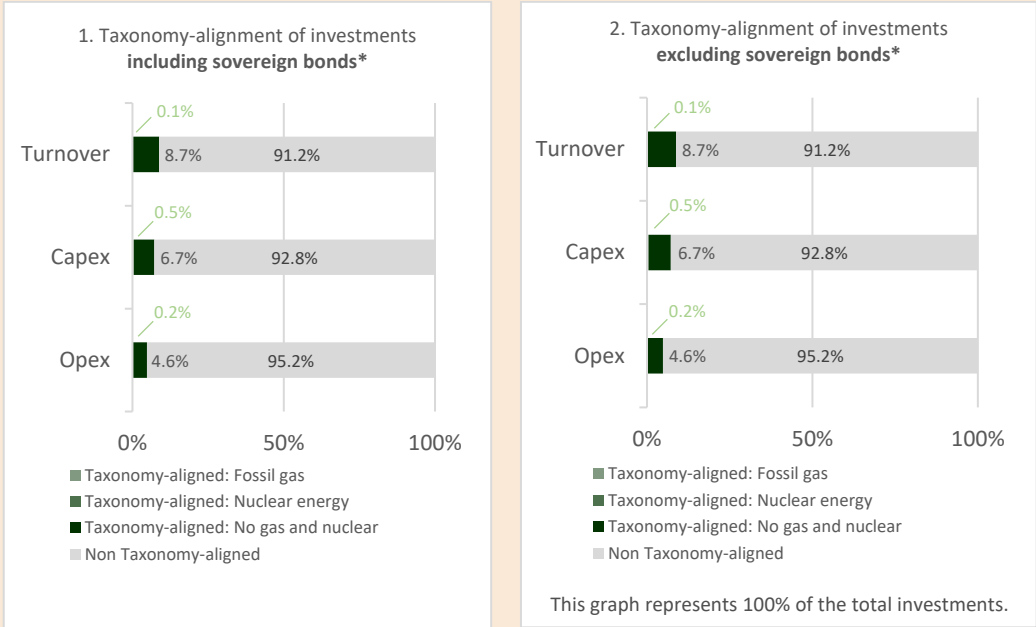 1. Taxonomy-alignment of investments
including sovereign bonds*
0.1%
Turnover 8.7% 91.2%
0.5%
Capex 6.7% 92.8%
0.2%
Opex 4.6% 95.2%
0% 50% 100%
Taxonomy-aligned: Fossil gas
Taxonomy-aligned: Nuclear energy
Taxonomy-aligned: No gas and nuclear
Non Taxonomy-aligned
2. Taxonomy-alignment of investments
excluding sovereign bonds*
0.1%
Turnover 8.7% 91.2%
0.5%
Capex 6.7% 92.8%
0.2%
Opex 4.6% 95.2%
0% 50% 100%
Taxonomy-aligned: Fossil gas
Taxonomy-aligned: Nuclear energy
Taxonomy-aligned: No gas and nuclear
Non Taxonomy-aligned
This graph represents 100% of the total investments.